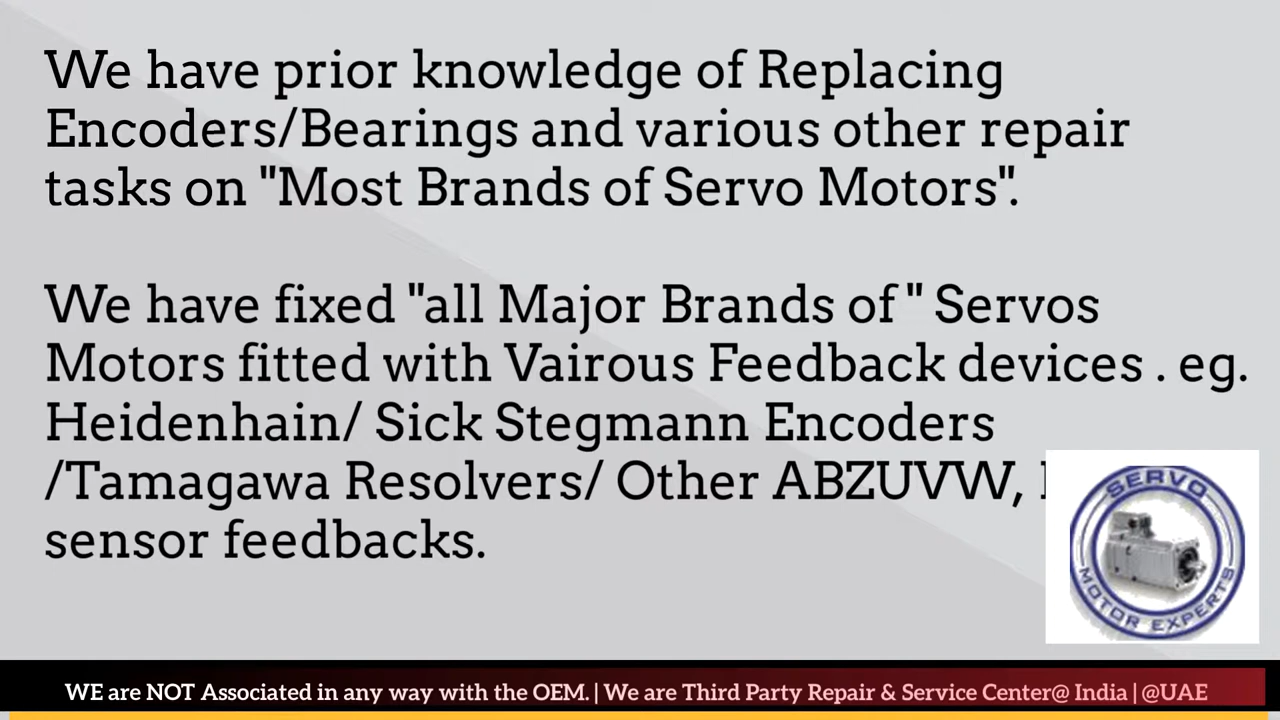 We have prior knowledge of Replacing
Encoders/Bearings and various other repair
tasks on "Most Brands of Servo Motors".
We have fixed "all Major Brands of " Servos
Motors fitted with Vairous Feedback devices . eg.
Heidenhain/ Sick Stegmann Encoders
/Tamagawa Resolvers/ Other ABZUVW,
sensor feedbacks.
SERVO
MOTOR EXPERTS
WE are NOT Associated in any way with the OEM. | We are Third Party Repair & Service Center@ India | @UAE